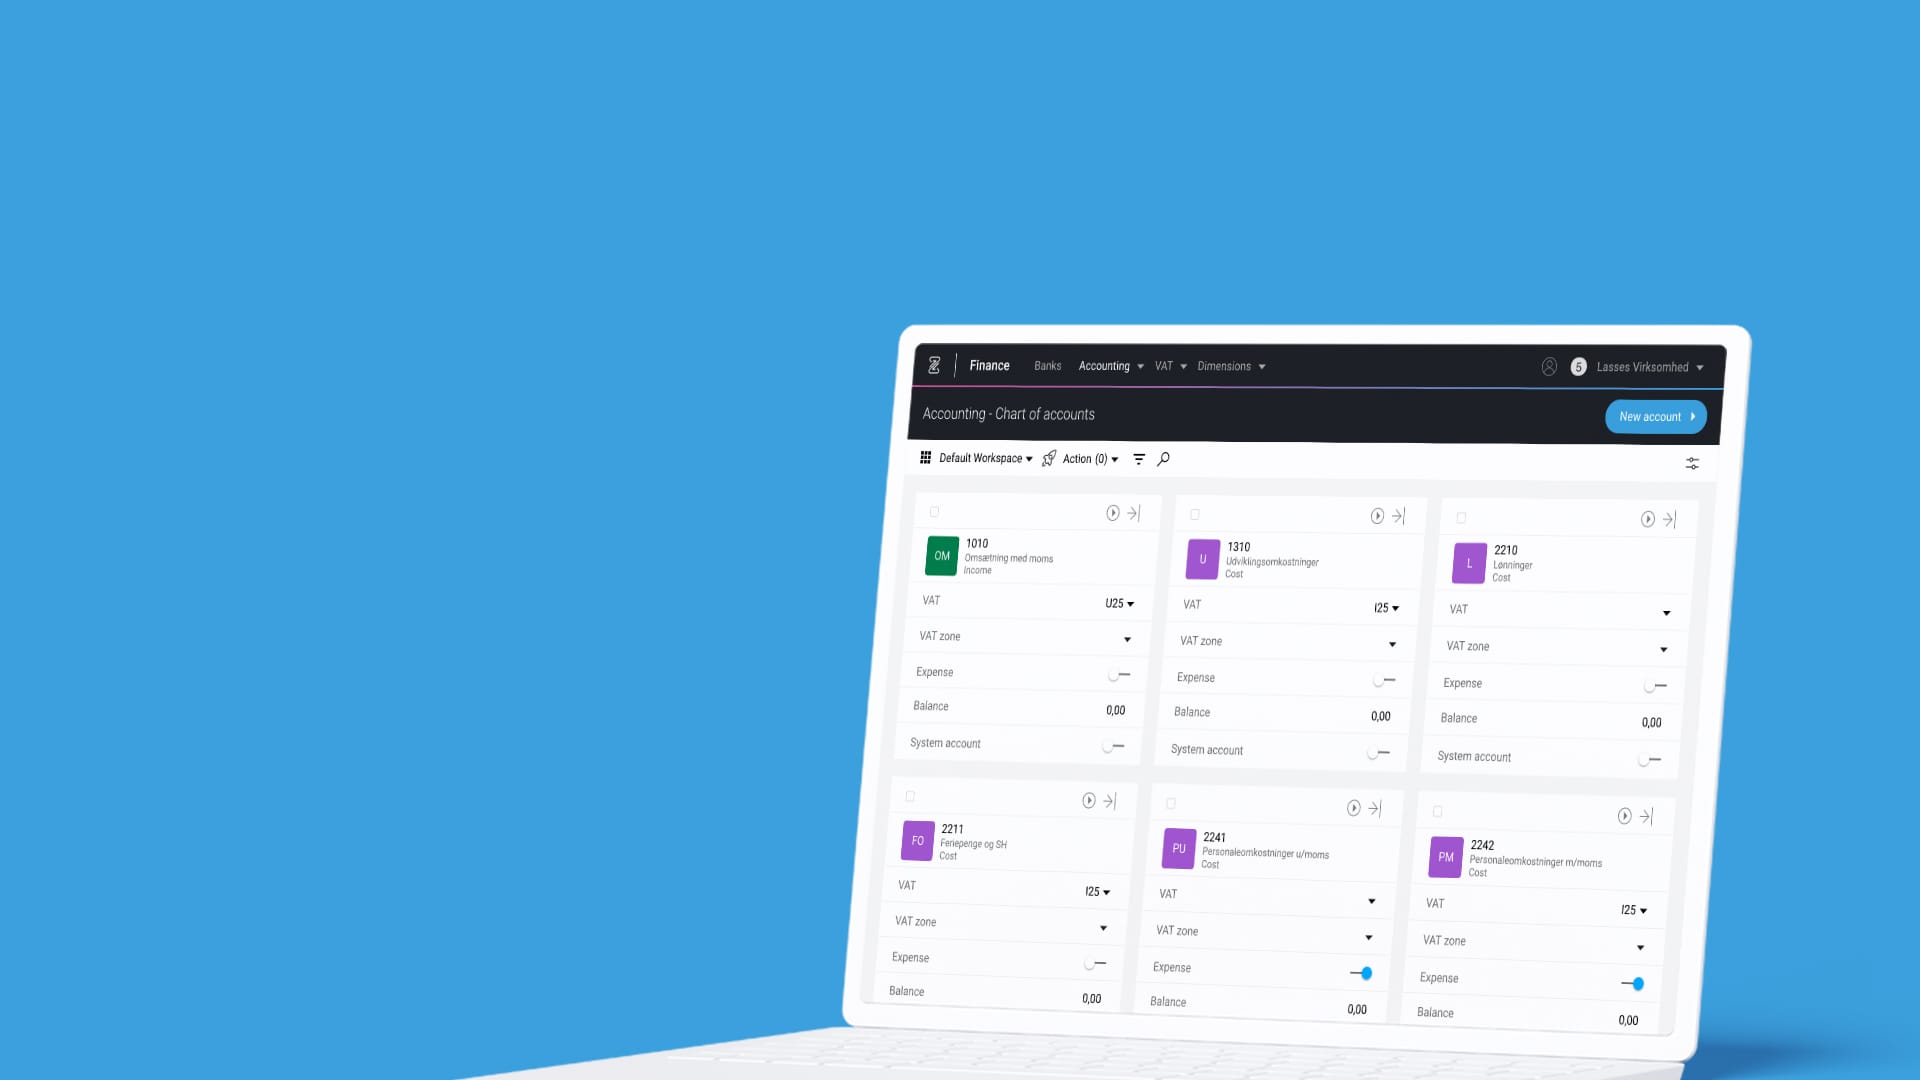 Finance Banks Accounting VAT Dimensions 5 Lasses Virksomhed
Accounting - Chart of accounts New account
Default Workspace Action (0)
OM
1010
Omsætning med moms
Income
VAT U25
VAT zone
Expense
Balance 0,00
System account
U
1310
Udviklingsomkostninger
Cost
VAT I25
VAT zone
Expense
Balance 0,00
System account
L
2210
Lønninger
Cost
VAT
VAT zone
Expense
Balance 0,00
System account
FO
2211
Feriepenge og SH
Cost
VAT I25
VAT zone
Expense
Balance 0,00
PU
2241
Personaleomkostninger u/moms
Cost
VAT
VAT zone
Expense
Balance 0,00
PM
2242
Personaleomkostninger m/moms
Cost
VAT I25
VAT zone
Expense
Balance 0,00